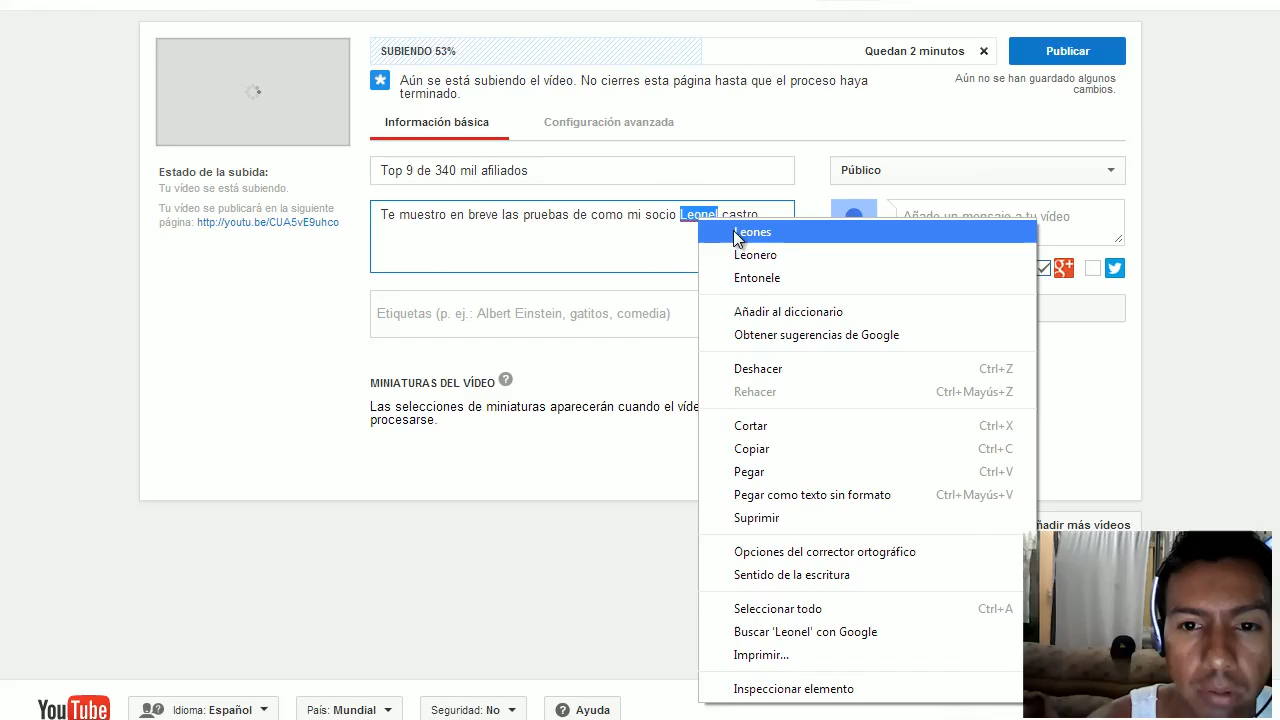 SUBIENDO 53%
Quedan 2 minutos
Publicar
Aún se está subiendo el vídeo. No cierres esta página hasta que el proceso haya
terminado.
Aún no se han guardado algunos
cambios.
Información básica
Configuración avanzada
Estado de la subida:
Tu vídeo se está subiendo.
Tu vídeo se publicará en la siguiente
página: http://youtu.be/CUA5vE9uhco
Top 9 de 340 mil afiliados
Público
Te muestro en breve las pruebas de como mi socio Leonel castro
Añade un mensaje a tu vídeo
Etiquetas (p. ej.: Albert Einstein, gatitos, comedia)
MINIATURAS DEL VÍDEO ?
Las selecciones de miniaturas aparecerán cuando el víde
procesarse.
Leones
Leonero
Entonele
Añadir al diccionario
Obtener sugerencias de Google
Deshacer Ctrl+Z
Rehacer Ctrl+Mayús+Z
Cortar Ctrl+X
Copiar Ctrl+C
Pegar Ctrl+V
Pegar como texto sin formato Ctrl+Mayús+V
Suprimir
Opciones del corrector ortográfico
Sentido de la escritura
Seleccionar todo Ctrl+A
Buscar 'Leonel' con Google
Imprimir...
Inspeccionar elemento
ñadir más vídeos
YouTube
Idioma: Español
País: Mundial
Seguridad: No
? Ayuda